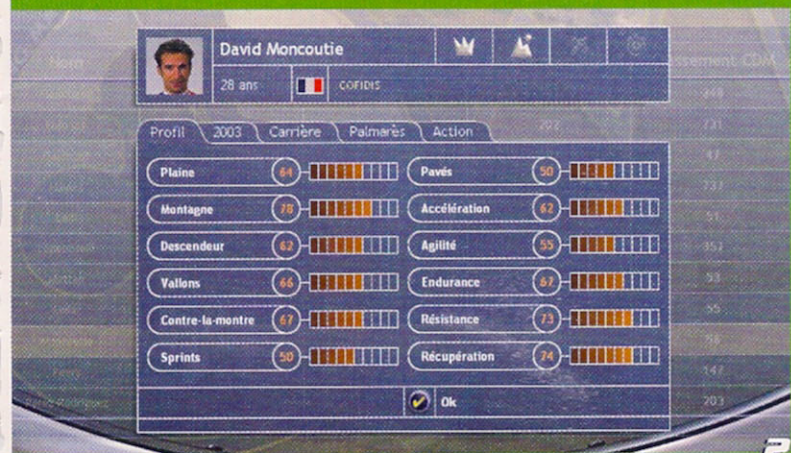 David Moncoutie
28 ans COFIDIS
Profil 2003 Carrière Palmarès Action
Plaine 64 Pavés 50
Montagne 78 Accélération 62
Descendeur 62 Agilité 55
Vallons 66 Endurance 67
Contre-la-montre 67 Résistance 73
Sprints 50 Récupération 74
Ok